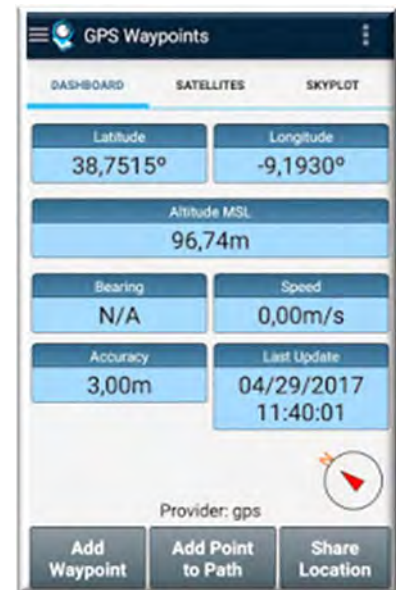 GPS Waypoints
DASHBOARD SATELLITES SKYPLOT
Latitude Longitude
38,7515º -9,1930º
Altitude MSL
96,74m
Bearing Speed
N/A 0,00m/s
Accuracy Last Update
3,00m 04/29/2017
11:40:01
N
Provider: gps
Add Add Point Share
Waypoint to Path Location